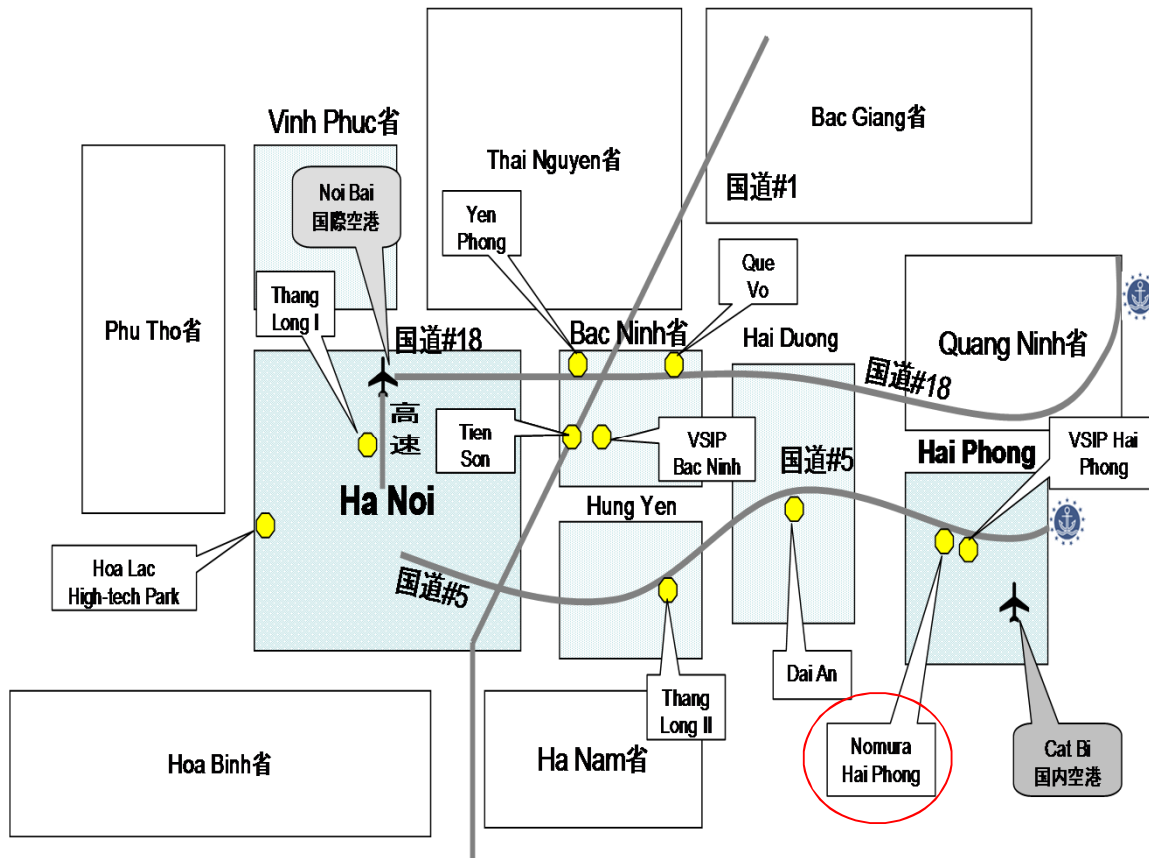 Vinh Phuc省
Bac Giang省
Thai Nguyen省
国道#1
Noi Bai
国際空港
Yen
Phong
Que
Vo
Thang
Long I
Phu Tho省
国道#18
Bac Ninh省
Hai Duong
Quang Ninh省
国道#18
高
速
Tien
Son
VSIP
Bac Ninh
国道#5
Hai Phong
VSIP Hai
Phong
Ha Noi
Hung Yen
Hoa Lac
High-tech Park
国道#5
Dai An
Thang
Long II
Nomura
Hai Phong
Cat Bi
国内空港
Hoa Binh省
Ha Nam省